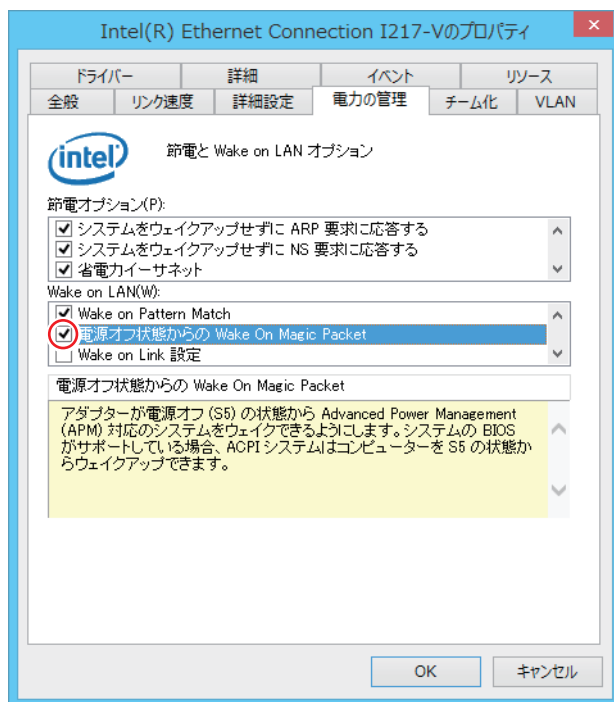 Intel(R) Ethernet Connection I217-Vのプロパティ
ドライバー 詳細 イベント リソース
全般 リンク速度 詳細設定 電力の管理 チーム化 VLAN
intel 節電と Wake on LAN オプション
節電オプション(P):
システムをウェイクアップせずに ARP 要求に応答する
システムをウェイクアップせずに NS 要求に応答する
省電力イーサネット
Wake on LAN(W):
Wake on Pattern Match
電源オフ状態からの Wake On Magic Packet
Wake on Link 設定
電源オフ状態からの Wake On Magic Packet
アダプターが電源オフ (S5) の状態から Advanced Power Management
(APM) 対応のシステムをウェイクできるようにします。システムの BIOS
がサポートしている場合、ACPI システムはコンピューターを S5 の状態か
らウェイクアップできます。
OK キャンセル